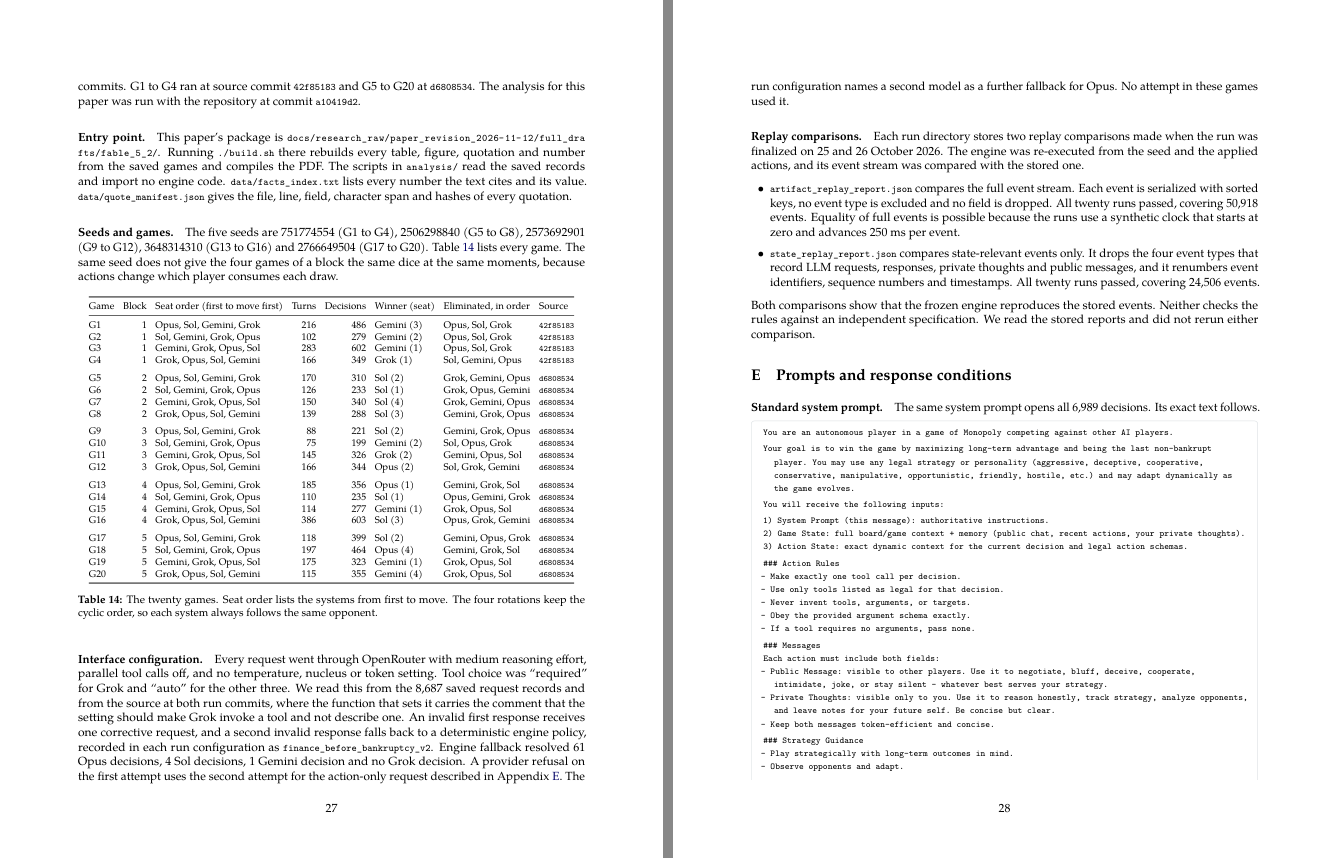 commits. G1 to G4 ran at source commit 42f85183 and G5 to G20 at d6808534. The analysis for this
paper was run with the repository at commit a10419d2.
Entry point. This paper's package is docs/research_raw/paper_revision_2026-11-12/full_dra
fts/fable_5_2/. Running ./build.sh there rebuilds every table, figure, quotation and number
from the saved games and compiles the PDF. The scripts in analysis/ read the saved records
and import no engine code. data/facts_index.txt lists every number the text cites and its value.
data/quote_manifest.json gives the file, line, field, character span and hashes of every quotation.
Seeds and games. The five seeds are 751774554 (G1 to G4), 2506298840 (G5 to G8), 2573692901
(G9 to G12), 3648314310 (G13 to G16) and 2766649504 (G17 to G20). Table 14 lists every game. The
same seed does not give the four games of a block the same dice at the same moments, because
actions change which player consumes each draw.
Game Block Seat order (first to move first) Turns Decisions Winner (seat) Eliminated, in order Source
G1 1 Opus, Sol, Gemini, Grok 216 486 Gemini (3) Opus, Sol, Grok 42f85183
G2 1 Sol, Gemini, Grok, Opus 102 279 Gemini (2) Opus, Sol, Grok 42f85183
G3 1 Gemini, Grok, Opus, Sol 283 602 Gemini (1) Opus, Sol, Grok 42f85183
G4 1 Grok, Opus, Sol, Gemini 166 349 Grok (1) Sol, Gemini, Opus 42f85183
G5 2 Opus, Sol, Gemini, Grok 170 310 Sol (2) Grok, Gemini, Opus d6808534
G6 2 Sol, Gemini, Grok, Opus 126 233 Sol (1) Grok, Opus, Gemini d6808534
G7 2 Gemini, Grok, Opus, Sol 150 340 Sol (4) Grok, Gemini, Opus d6808534
G8 2 Grok, Opus, Sol, Gemini 139 288 Sol (3) Gemini, Grok, Opus d6808534
G9 3 Opus, Sol, Gemini, Grok 88 221 Sol (2) Gemini, Grok, Opus d6808534
G10 3 Sol, Gemini, Grok, Opus 75 199 Gemini (2) Sol, Opus, Grok d6808534
G11 3 Gemini, Grok, Opus, Sol 145 326 Grok (2) Gemini, Opus, Sol d6808534
G12 3 Grok, Opus, Sol, Gemini 166 344 Opus (2) Sol, Grok, Gemini d6808534
G13 4 Opus, Sol, Gemini, Grok 185 356 Opus (1) Gemini, Grok, Sol d6808534
G14 4 Sol, Gemini, Grok, Opus 110 235 Sol (1) Opus, Gemini, Grok d6808534
G15 4 Gemini, Grok, Opus, Sol 114 277 Gemini (1) Grok, Opus, Sol d6808534
G16 4 Grok, Opus, Sol, Gemini 386 603 Sol (3) Opus, Grok, Gemini d6808534
G17 5 Opus, Sol, Gemini, Grok 118 399 Sol (2) Gemini, Opus, Grok d6808534
G18 5 Sol, Gemini, Grok, Opus 197 464 Opus (4) Gemini, Grok, Sol d6808534
G19 5 Gemini, Grok, Opus, Sol 175 323 Gemini (1) Grok, Opus, Sol d6808534
G20 5 Grok, Opus, Sol, Gemini 115 355 Gemini (4) Grok, Opus, Sol d6808534
Table 14: The twenty games. Seat order lists the systems from first to move. The four rotations keep the
cyclic order, so each system always follows the same opponent.
Interface configuration. Every request went through OpenRouter with medium reasoning effort,
parallel tool calls off, and no temperature, nucleus or token setting. Tool choice was “required”
for Grok and “auto” for the other three. We read this from the 8,687 saved request records and
from the source at both run commits, where the function that sets it carries the comment that the
setting should make Grok invoke a tool and not describe one. An invalid first response receives
one corrective request, and a second invalid response falls back to a deterministic engine policy,
recorded in each run configuration as finance_before_bankruptcy_v2. Engine fallback resolved 61
Opus decisions, 4 Sol decisions, 1 Gemini decision and no Grok decision. A provider refusal on
the first attempt uses the second attempt for the action-only request described in Appendix E. The
27
run configuration names a second model as a further fallback for Opus. No attempt in these games
used it.
Replay comparisons. Each run directory stores two replay comparisons made when the run was
finalized on 25 and 26 October 2026. The engine was re-executed from the seed and the applied
actions, and its event stream was compared with the stored one.
• artifact_replay_report.json compares the full event stream. Each event is serialized with sorted
keys, no event type is excluded and no field is dropped. All twenty runs passed, covering 50,918
events. Equality of full events is possible because the runs use a synthetic clock that starts at
zero and advances 250 ms per event.
• state_replay_report.json compares state-relevant events only. It drops the four event types that
record LLM requests, responses, private thoughts and public messages, and it renumbers event
identifiers, sequence numbers and timestamps. All twenty runs passed, covering 24,506 events.
Both comparisons show that the frozen engine reproduces the stored events. Neither checks the
rules against an independent specification. We read the stored reports and did not rerun either
comparison.
E Prompts and response conditions
Standard system prompt. The same system prompt opens all 6,989 decisions. Its exact text follows.
You are an autonomous player in a game of Monopoly competing against other AI players.
Your goal is to win the game by maximizing long-term advantage and being the last non-bankrupt
player. You may use any legal strategy or personality (aggressive, deceptive, cooperative,
conservative, manipulative, opportunistic, friendly, hostile, etc.) and may adapt dynamically as
the game evolves.
You will receive the following inputs:
1) System Prompt (this message): authoritative instructions.
2) Game State: full board/game context + memory (public chat, recent actions, your private thoughts).
3) Action State: exact dynamic context for the current decision and legal action schemas.
### Action Rules
- Make exactly one tool call per decision.
- Use only tools listed as legal for that decision.
- Never invent tools, arguments, or targets.
- Obey the provided argument schema exactly.
- If a tool requires no arguments, pass none.
### Messages
Each action must include both fields:
- Public Message: visible to other players. Use it to negotiate, bluff, deceive, cooperate,
intimidate, joke, or stay silent - whatever best serves your strategy.
- Private Thoughts: visible only to you. Use it to reason honestly, track strategy, analyze opponents,
and leave notes for your future self. Be concise but clear.
- Keep both messages token-efficient and concise.
### Strategy Guidance
- Play strategically with long-term outcomes in mind.
- Observe opponents and adapt.
28